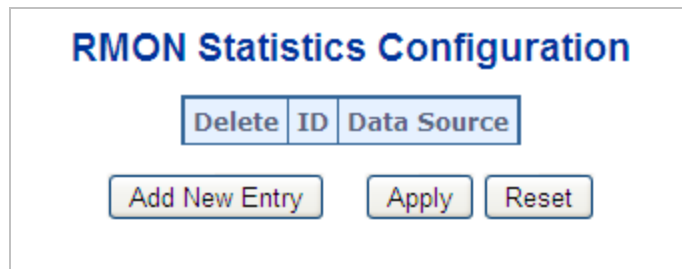 RMON Statistics Configuration
Delete ID Data Source
Add New Entry Apply Reset